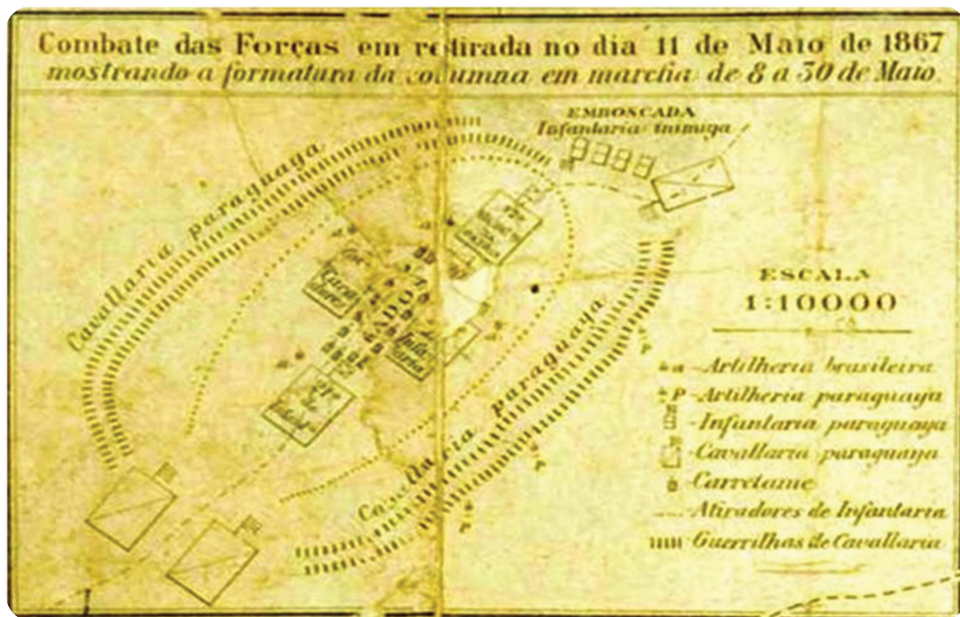 Combate das Forças em retirada no dia 11 de Maio de 1867
mostrando a formatura da columna em marcha de 8 a 30 de Maio.
EMBOSCADA
Infantaria inimiga
Cavallaria paraguaya
Cavallaria paraguaya
ESCALA
1:10000
a - Artilheria brasileira
P - Artilheria paraguaya
- Infantaria paraguaya
- Cavallaria paraguaya
- Carretame
- Atiradores de Infantaria
- Guerrilhas de Cavallaria